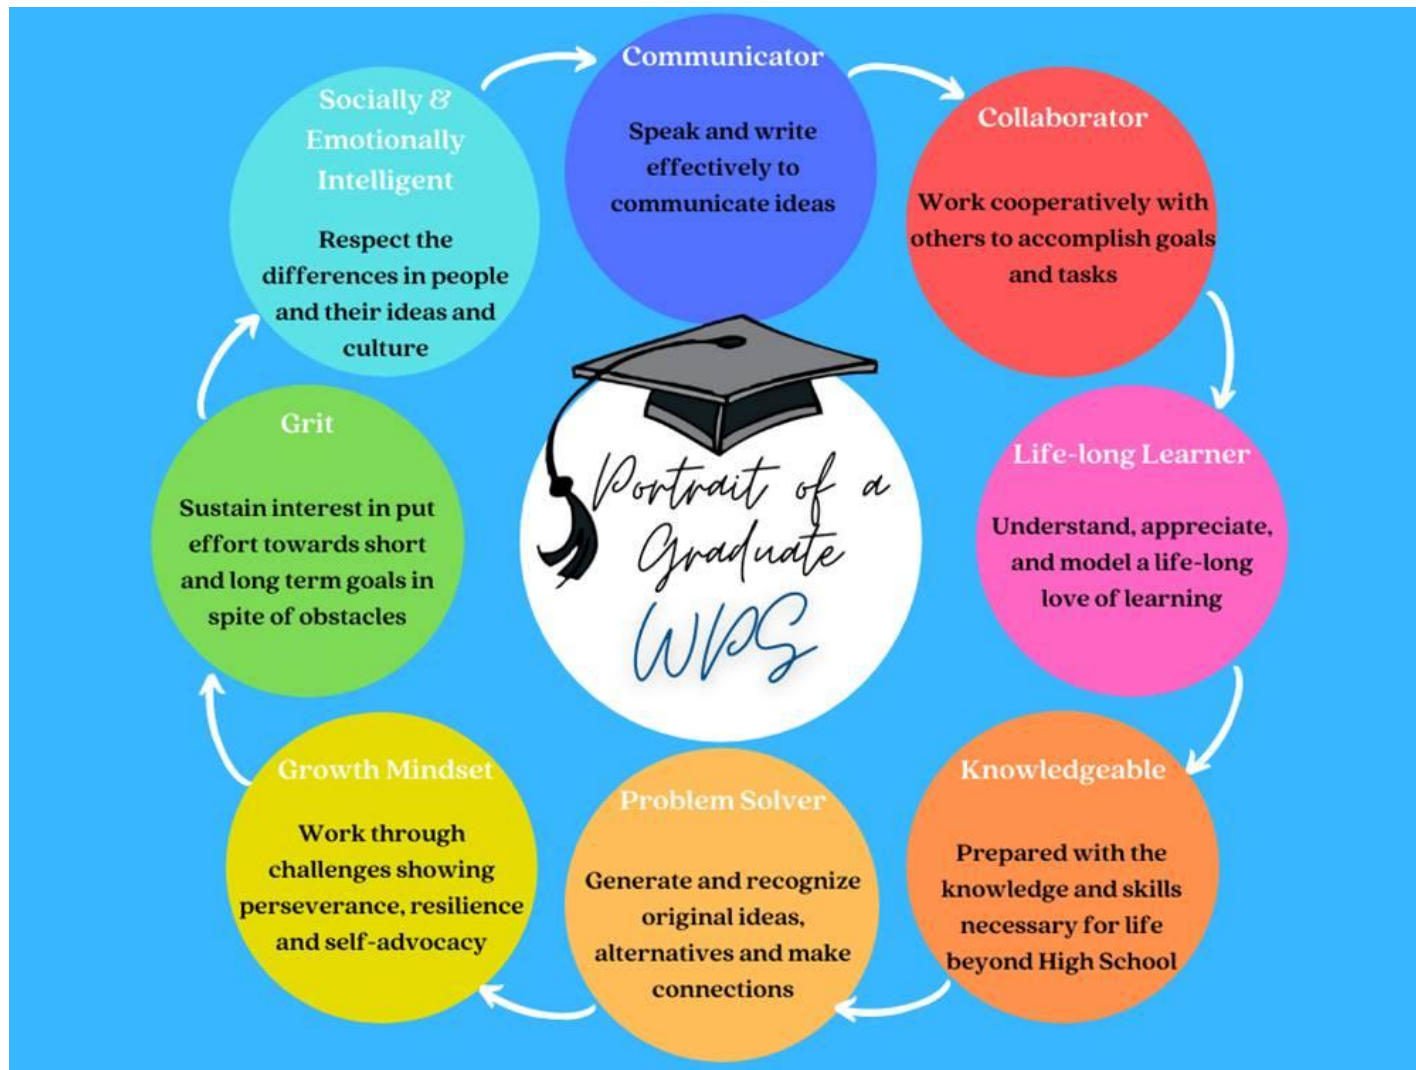 Communicator
Speak and write
effectively to
communicate ideas
Collaborator
Work cooperatively with
others to accomplish goals
and tasks
Life-long Learner
Understand, appreciate,
and model a life-long
love of learning
Knowledgeable
Prepared with the
knowledge and skills
necessary for life
beyond High School
Problem Solver
Generate and recognize
original ideas,
alternatives and make
connections
Growth Mindset
Work through
challenges showing
perseverance, resilience
and self-advocacy
Grit
Sustain interest in put
effort towards short
and long term goals in
spite of obstacles
Socially &
Emotionally
Intelligent
Respect the
differences in people
and their ideas and
culture
Portrait of a
Graduate
WPS